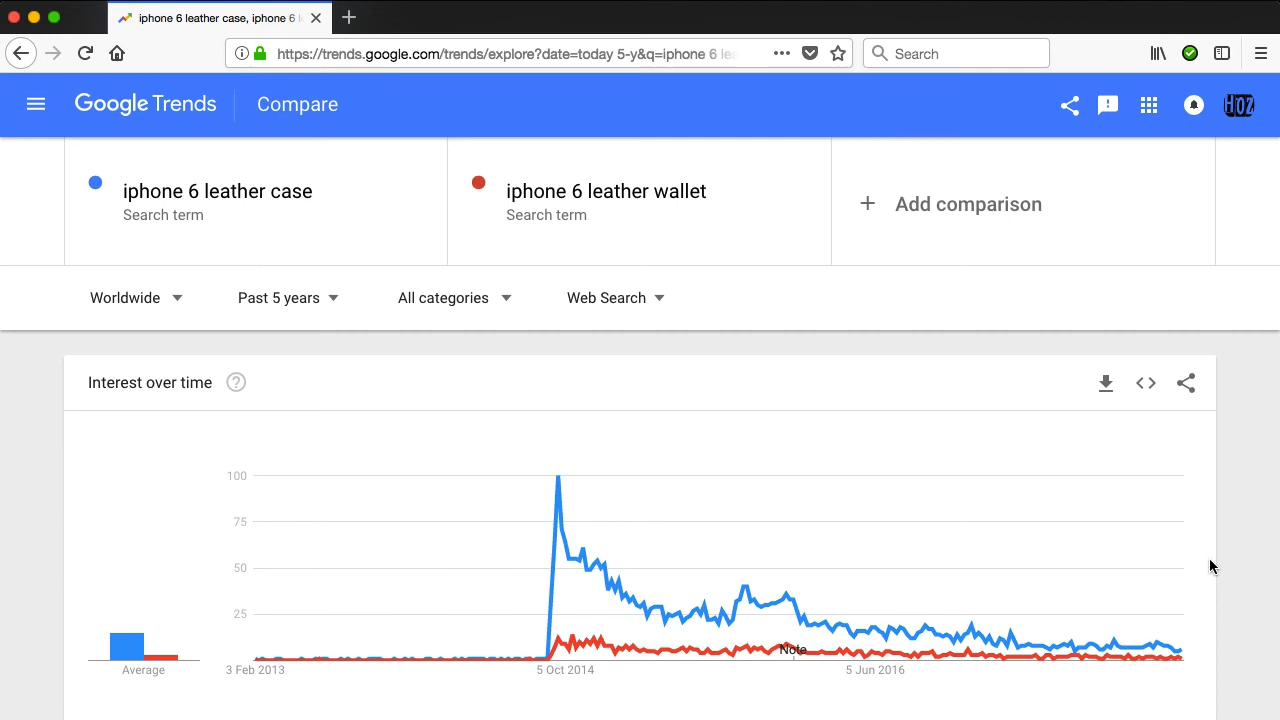 iphone 6 leather case, iphone 6 l
https://trends.google.com/trends/explore?date=today 5-y&q=iphone 6 lea
Search
Google Trends
Compare
HOZ
iphone 6 leather case
Search term
iphone 6 leather wallet
Search term
+ Add comparison
Worldwide
Past 5 years
All categories
Web Search
Interest over time ?
100
75
50
25
Note
Average
3 Feb 2013
5 Oct 2014
5 Jun 2016